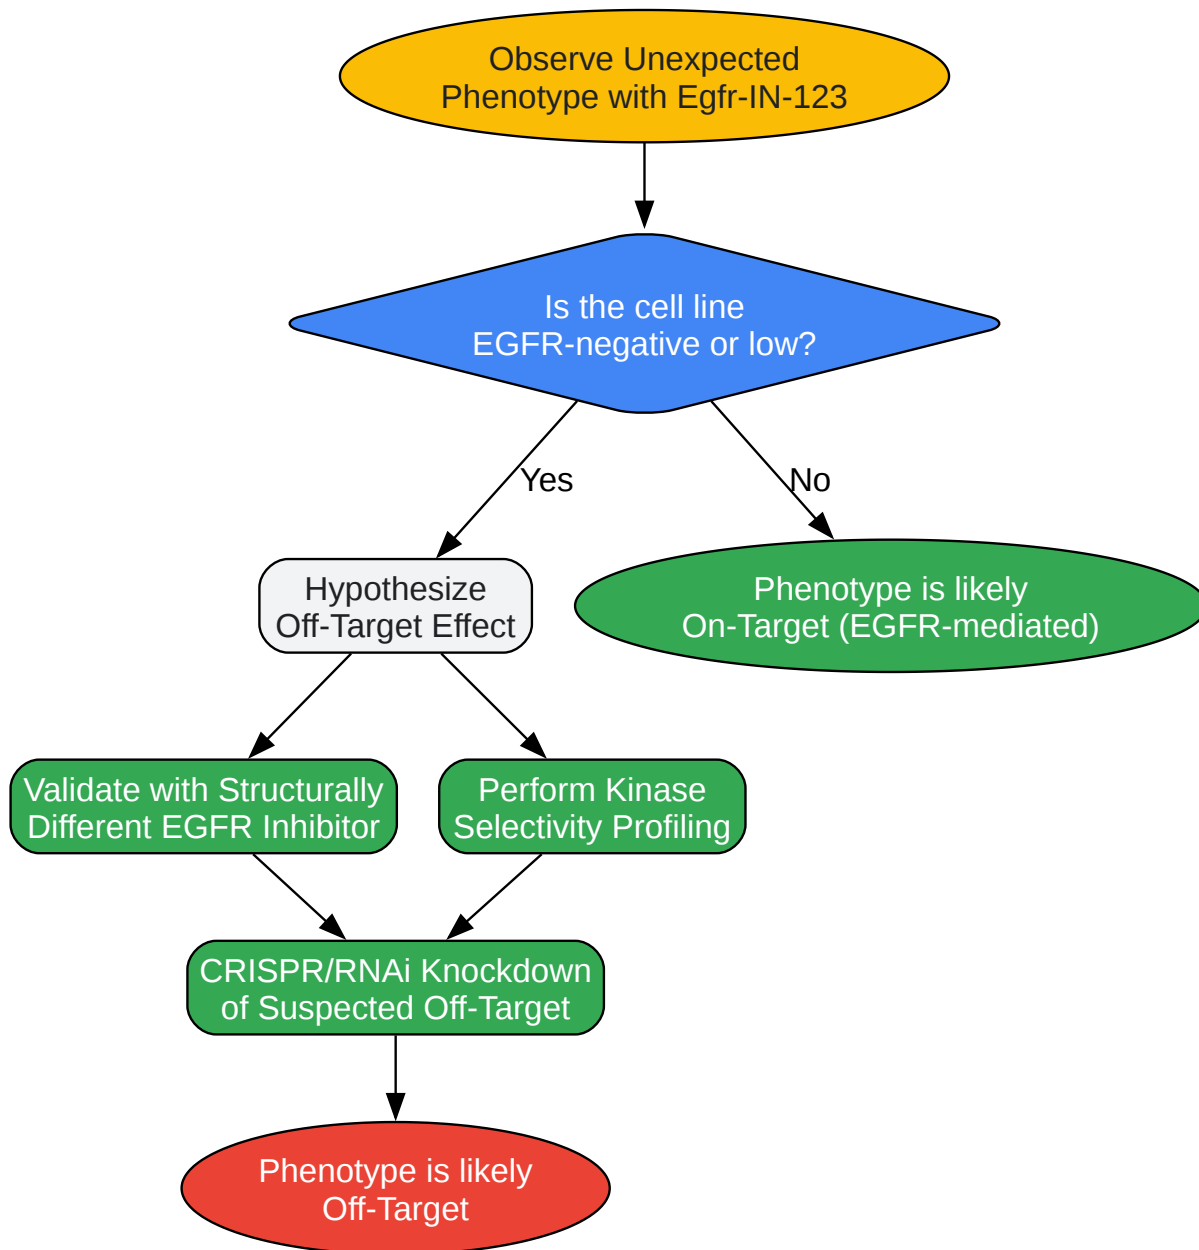 Observe Unexpected
Phenotype with Egfr-IN-123
Is the cell line
EGFR-negative or low?
Yes
No
Hypothesize
Off-Target Effect
Phenotype is likely
On-Target (EGFR-mediated)
Validate with Structurally
Different EGFR Inhibitor
Perform Kinase
Selectivity Profiling
CRISPR/RNAi Knockdown
of Suspected Off-Target
Phenotype is likely
Off-Target